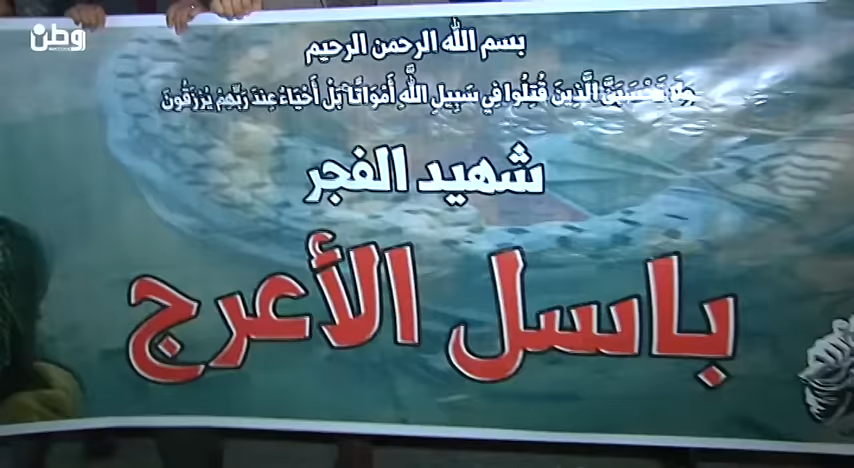 وطن
بسم الله الرحمن الرحيم
وَلَا تَحْسَبَنَّ الَّذِينَ قُتِلُوا فِي سَبِيلِ اللَّهِ أَمْوَاتًا بَلْ أَحْيَاءٌ عِندَ رَبِّهِمْ يُرْزَقُونَ
شهيد الفجر
باسل الأعرج